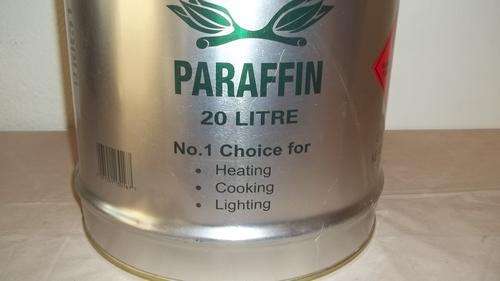 PARAFFIN
20 LITRE
No.1 Choice for
• Heating
• Cooking
• Lighting